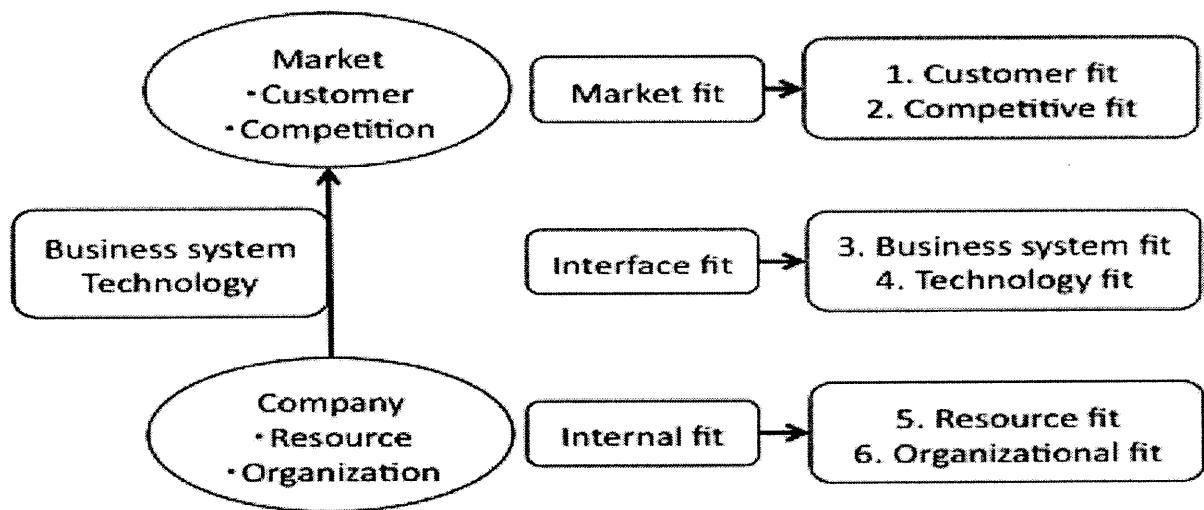 Market
・Customer
・Competition
Market fit
1. Customer fit
2. Competitive fit
Business system
Technology
Interface fit
3. Business system fit
4. Technology fit
Company
・Resource
・Organization
Internal fit
5. Resource fit
6. Organizational fit